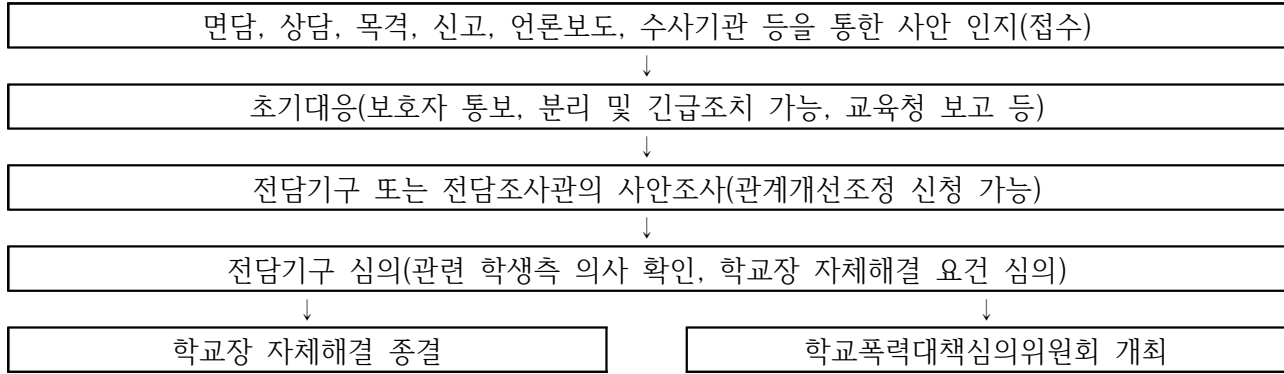 면담, 상담, 목격, 신고, 언론보도, 수사기관 등을 통한 사안 인지(접수)
↓
초기대응(보호자 통보, 분리 및 긴급조치 가능, 교육청 보고 등)
↓
전담기구 또는 전담조사관의 사안조사(관계개선조정 신청 가능)
↓
전담기구 심의(관련 학생측 의사 확인, 학교장 자체해결 요건 심의)
↓ ↓
학교장 자체해결 종결
학교폭력대책심의위원회 개최